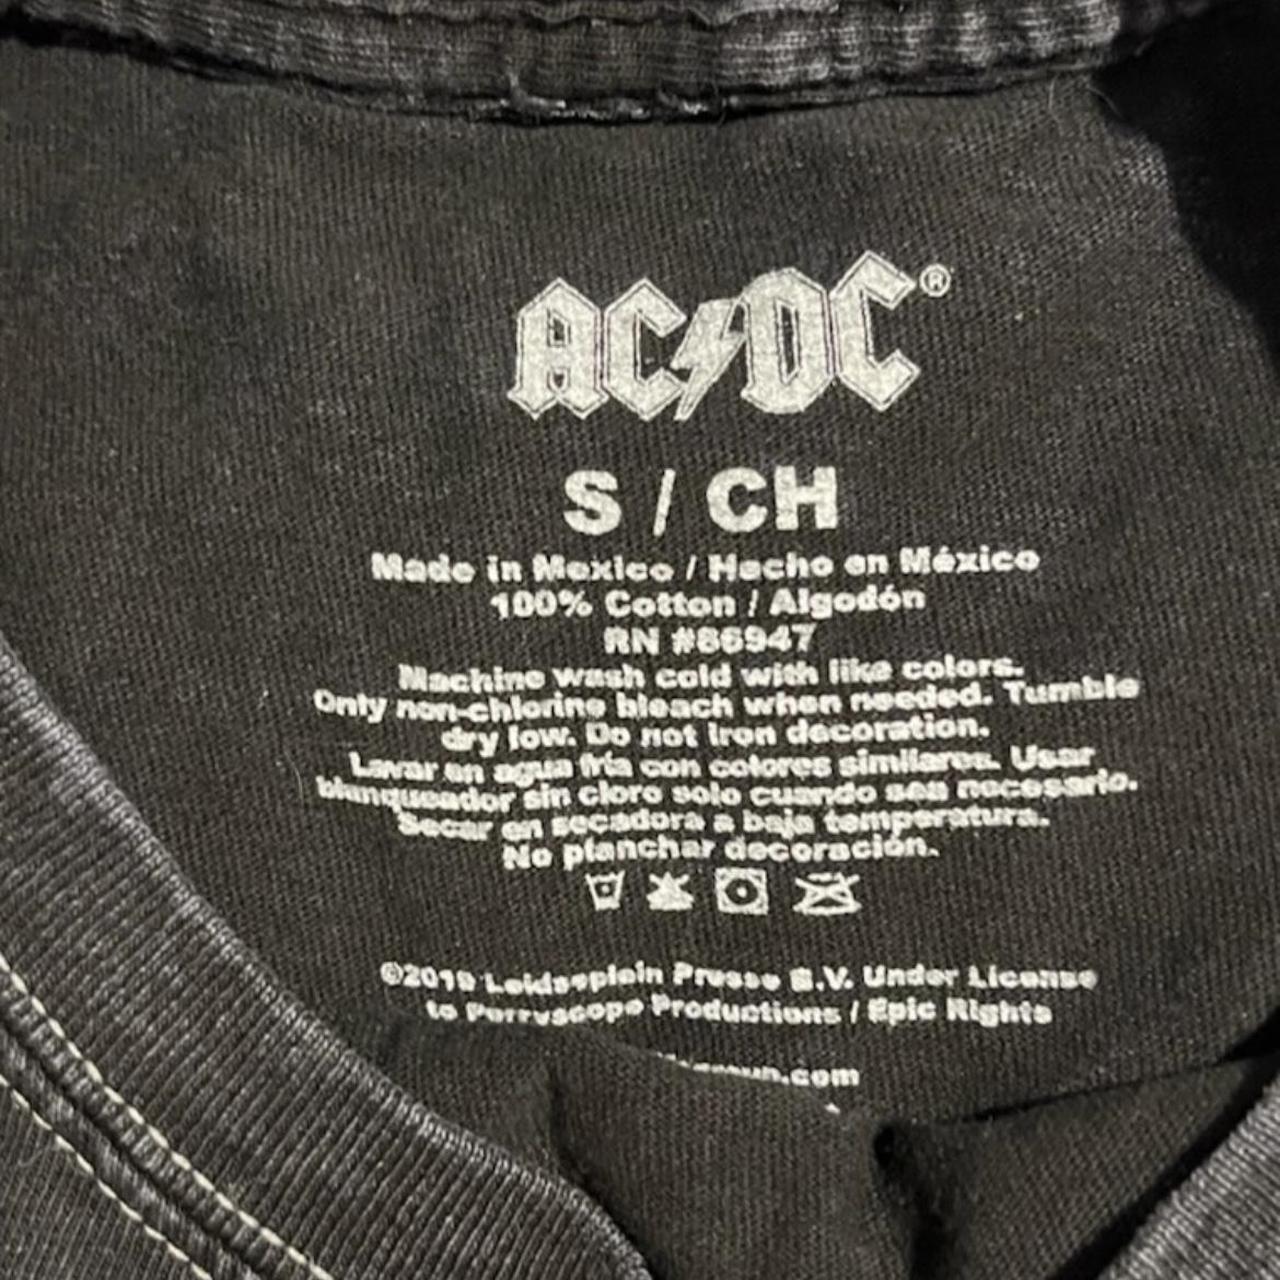 AC/DC®
S / CH
Made in Mexico / Hecho en México
100% Cotton / Algodón
RN #86947
Machine wash cold with like colors.
Only non-chlorine bleach when needed. Tumble
dry low. Do not iron decoration.
Lavar en agua fría con colores similares. Usar
blanqueador sin cloro solo cuando sea necesario.
Secar en secadora a baja temperatura.
No planchar decoración.
©2019 Leidseplein Presse B.V. Under License
to Perryscope Productions / Epic Rights
.com